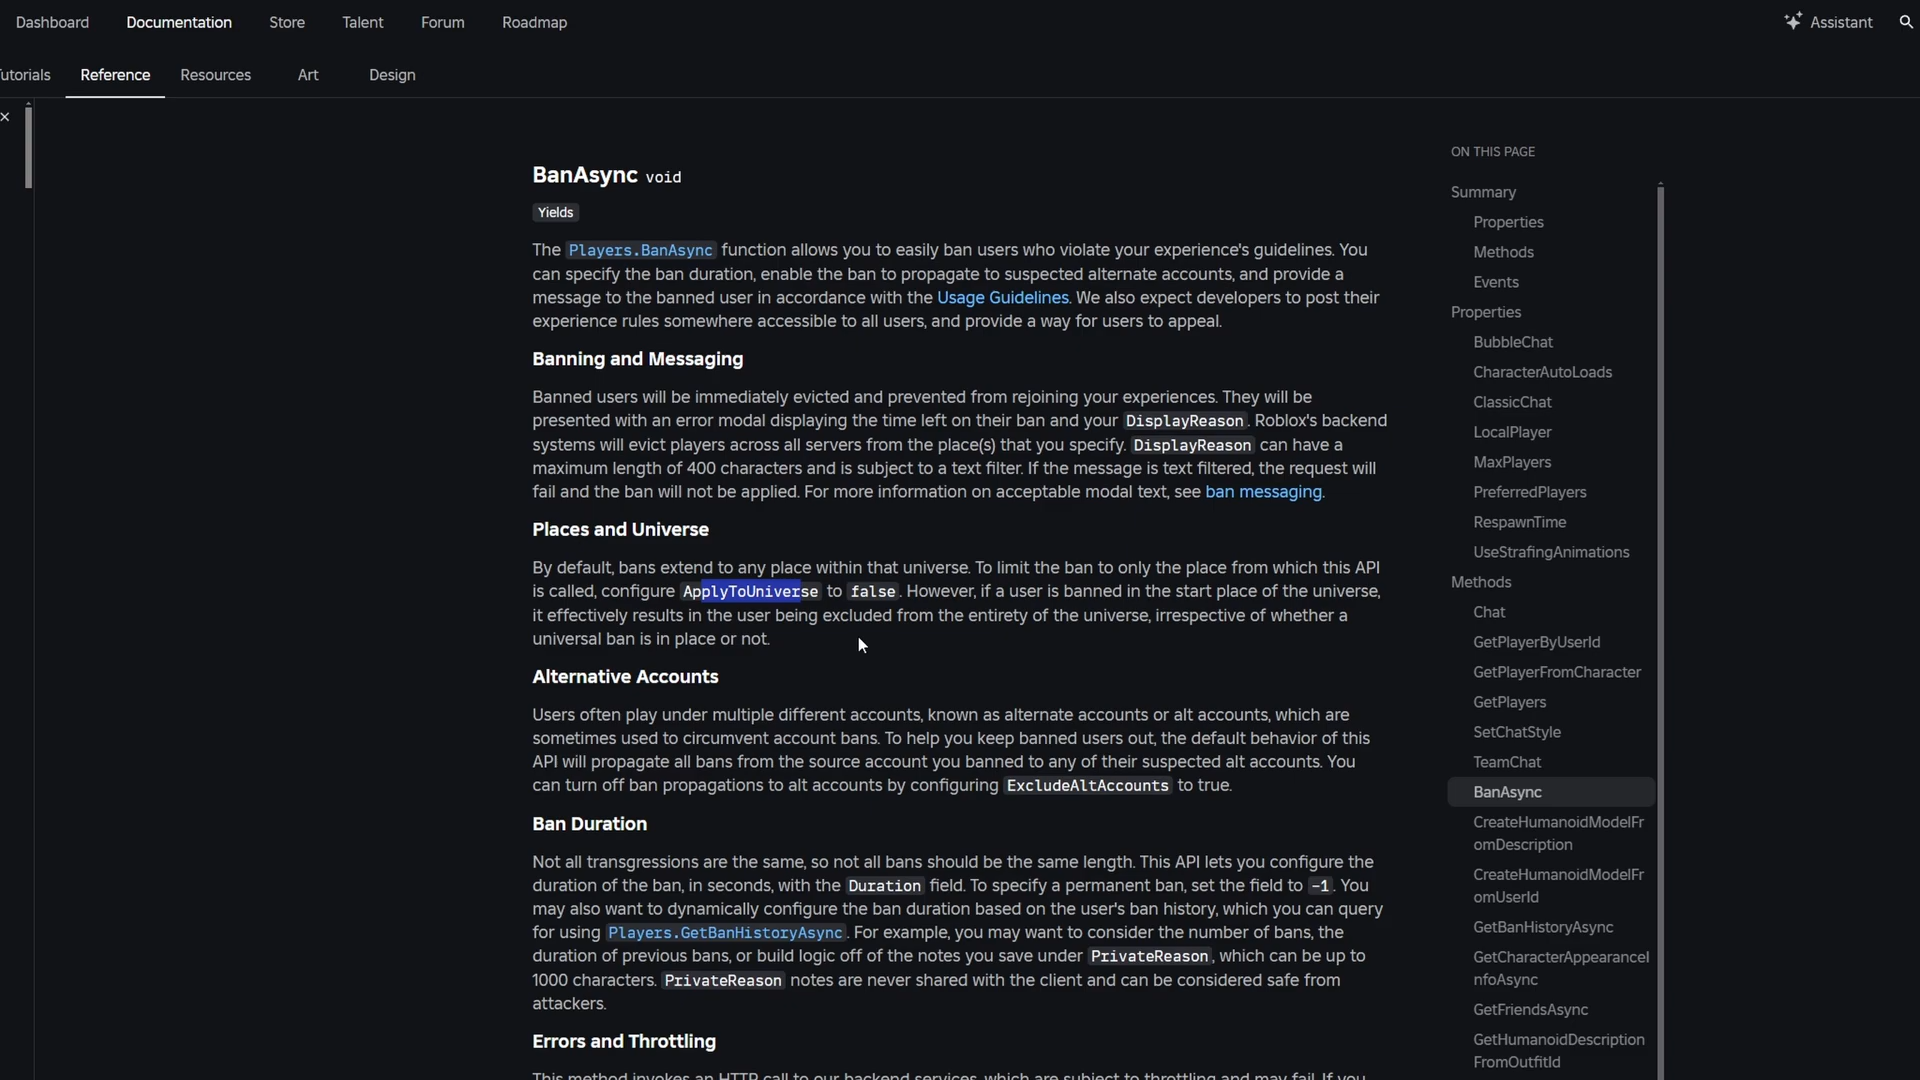 Dashboard Documentation Store Talent Forum Roadmap Assistant
utorials Reference Resources Art Design
BanAsync void
Yields
The Players.BanAsync function allows you to easily ban users who violate your experience's guidelines. You
can specify the ban duration, enable the ban to propagate to suspected alternate accounts, and provide a
message to the banned user in accordance with the Usage Guidelines. We also expect developers to post their
experience rules somewhere accessible to all users, and provide a way for users to appeal.
Banning and Messaging
Banned users will be immediately evicted and prevented from rejoining your experiences. They will be
presented with an error modal displaying the time left on their ban and your DisplayReason. Roblox's backend
systems will evict players across all servers from the place(s) that you specify. DisplayReason can have a
maximum length of 400 characters and is subject to a text filter. If the message is text filtered, the request will
fail and the ban will not be applied. For more information on acceptable modal text, see ban messaging.
Places and Universe
By default, bans extend to any place within that universe. To limit the ban to only the place from which this API
is called, configure ApplyToUniverse to false. However, if a user is banned in the start place of the universe,
it effectively results in the user being excluded from the entirety of the universe, irrespective of whether a
universal ban is in place or not.
Alternative Accounts
Users often play under multiple different accounts, known as alternate accounts or alt accounts, which are
sometimes used to circumvent account bans. To help you keep banned users out, the default behavior of this
API will propagate all bans from the source account you banned to any of their suspected alt accounts. You
can turn off ban propagations to alt accounts by configuring ExcludeAltAccounts to true.
Ban Duration
Not all transgressions are the same, so not all bans should be the same length. This API lets you configure the
duration of the ban, in seconds, with the Duration field. To specify a permanent ban, set the field to -1. You
may also want to dynamically configure the ban duration based on the user's ban history, which you can query
for using Players.GetBanHistoryAsync. For example, you may want to consider the number of bans, the
duration of previous bans, or build logic off of the notes you save under PrivateReason, which can be up to
1000 characters. PrivateReason notes are never shared with the client and can be considered safe from
attackers.
Errors and Throttling
This method invokes an HTTP call to our backend services, which are subject to throttling and may fail. If you
ON THIS PAGE
Summary
Properties
Methods
Events
Properties
BubbleChat
CharacterAutoLoads
ClassicChat
LocalPlayer
MaxPlayers
PreferredPlayers
RespawnTime
UseStrafingAnimations
Methods
Chat
GetPlayerByUserId
GetPlayerFromCharacter
GetPlayers
SetChatStyle
TeamChat
BanAsync
CreateHumanoidModelFr
omDescription
CreateHumanoidModelFr
omUserId
GetBanHistoryAsync
GetCharacterAppearanceI
nfoAsync
GetFriendsAsync
GetHumanoidDescription
FromOutfitId